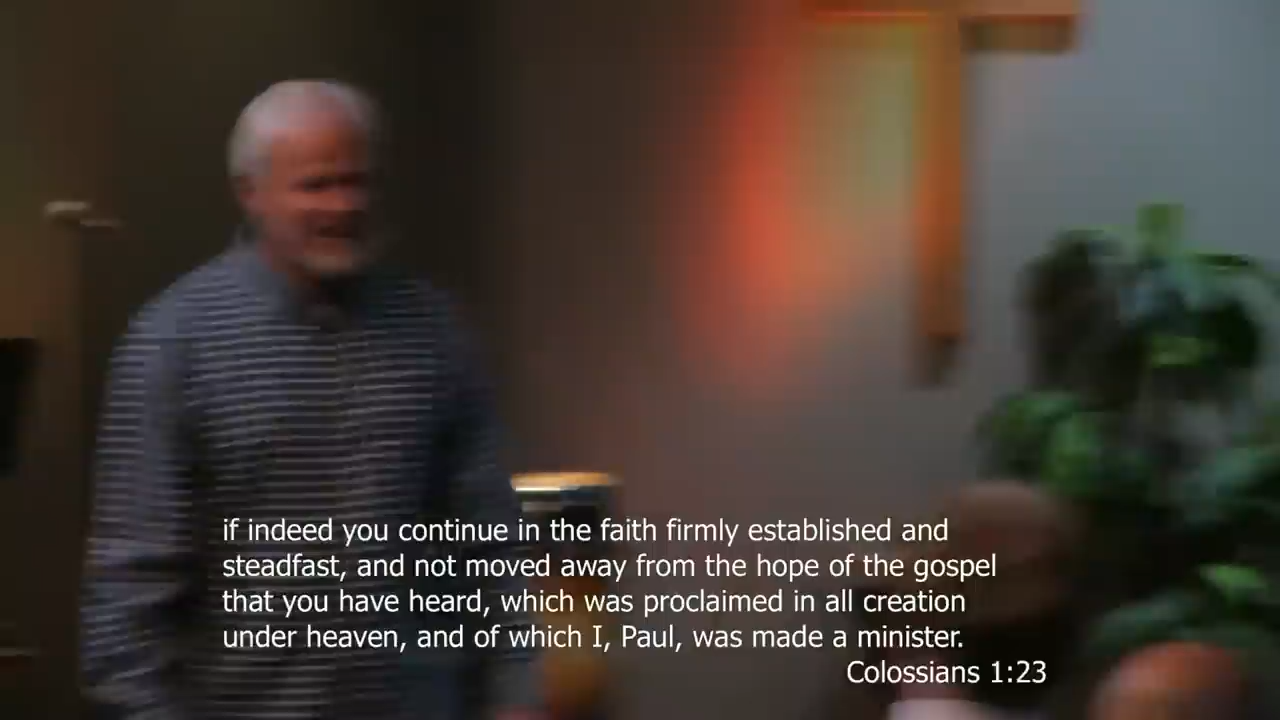 if indeed you continue in the faith firmly established and
steadfast, and not moved away from the hope of the gospel
that you have heard, which was proclaimed in all creation
under heaven, and of which I, Paul, was made a minister.
Colossians 1:23